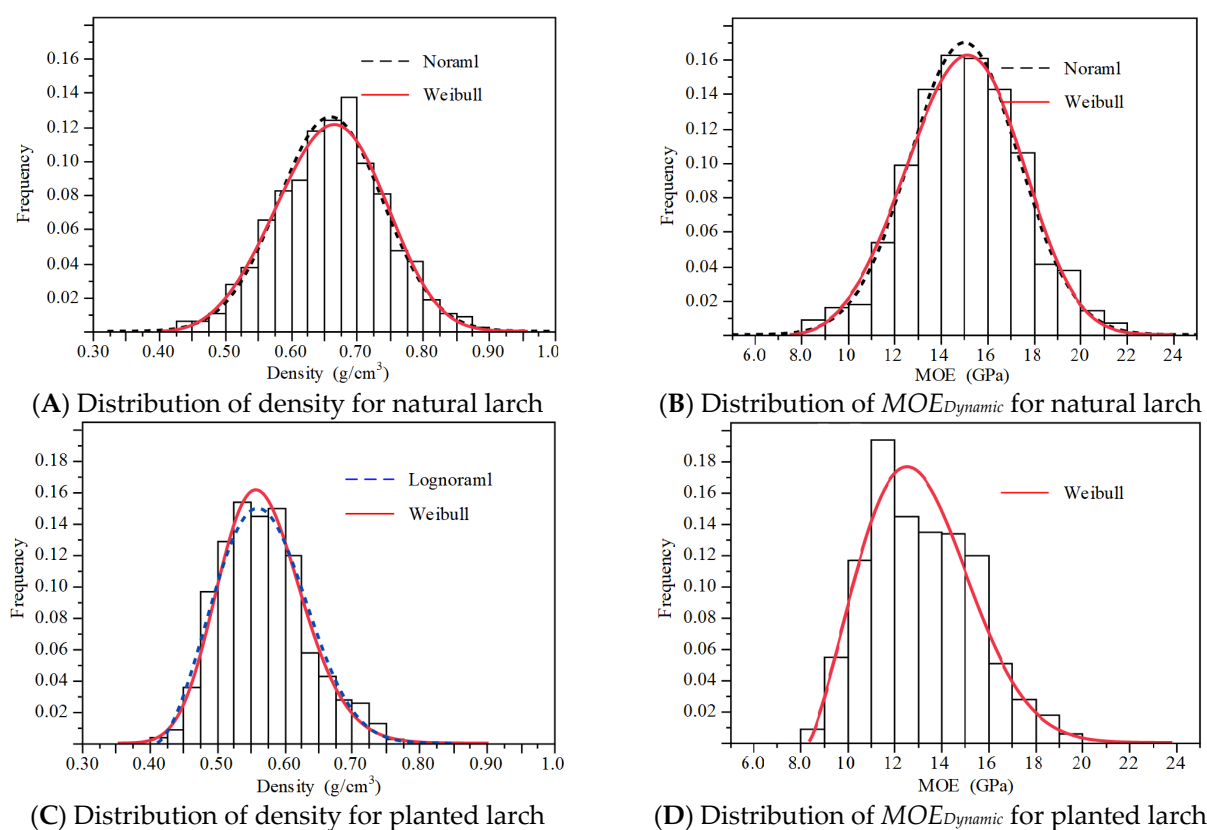 0.16
0.14
0.12
0.10
0.08
0.06
0.04
0.02
Frequency
Noraml
Weibull
0.30 0.40 0.50 0.60 0.70 0.80 0.90 1.0
Density (g/cm³)
(A) Distribution of density for natural larch
0.16
0.14
0.12
0.10
0.08
0.06
0.04
0.02
Frequency
Noraml
Weibull
6.0 8.0 10 12 14 16 18 20 22 24
MOE (GPa)
(B) Distribution of MOEDynamic for natural larch
0.18
0.16
0.14
0.12
0.10
0.08
0.06
0.04
0.02
Frequency
Lognoraml
Weibull
0.30 0.40 0.50 0.60 0.70 0.80 0.90 1.0
Density (g/cm³)
(C) Distribution of density for planted larch
0.18
0.16
0.14
0.12
0.10
0.08
0.06
0.04
0.02
Frequency
Weibull
6.0 8.0 10 12 14 16 18 20 22 24
MOE (GPa)
(D) Distribution of MOEDynamic for planted larch